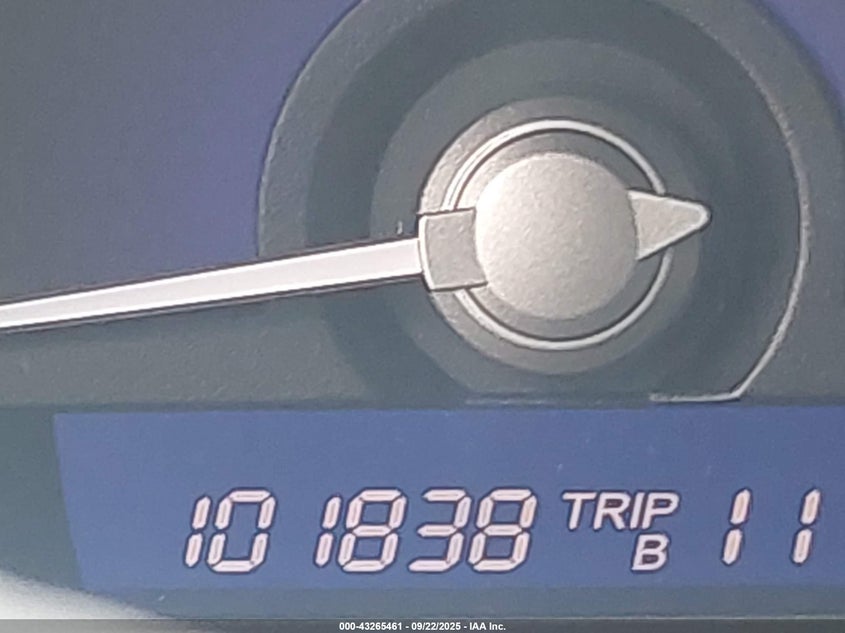 101838 TRIP B 11
000-43265461 - 09/22/2025 - IAA Inc.